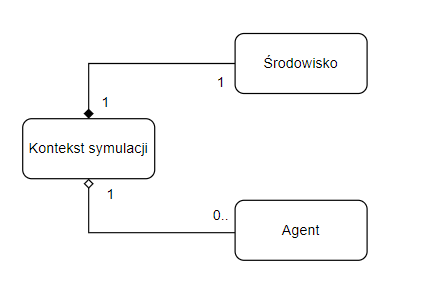 Środowisko
1
1
Kontekst symulacji
1
0..
Agent